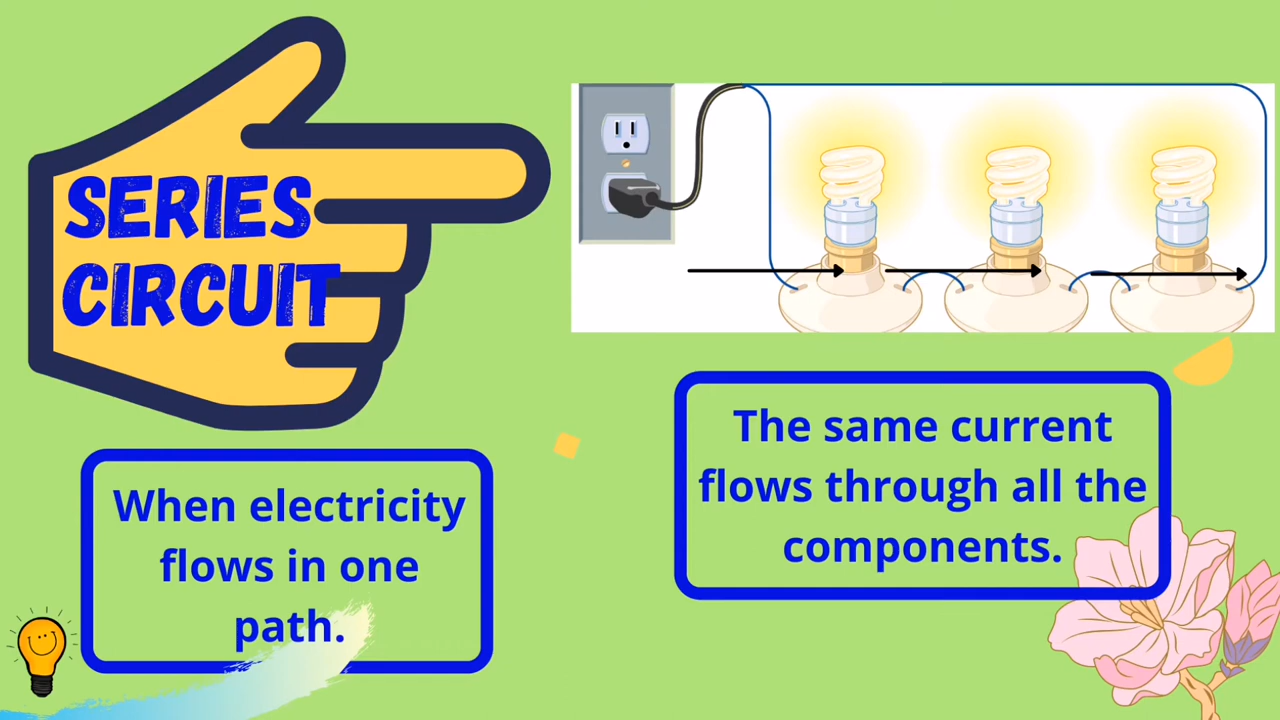 SERIES
CIRCUIT
The same current
flows through all the
components.
When electricity
flows in one
path.